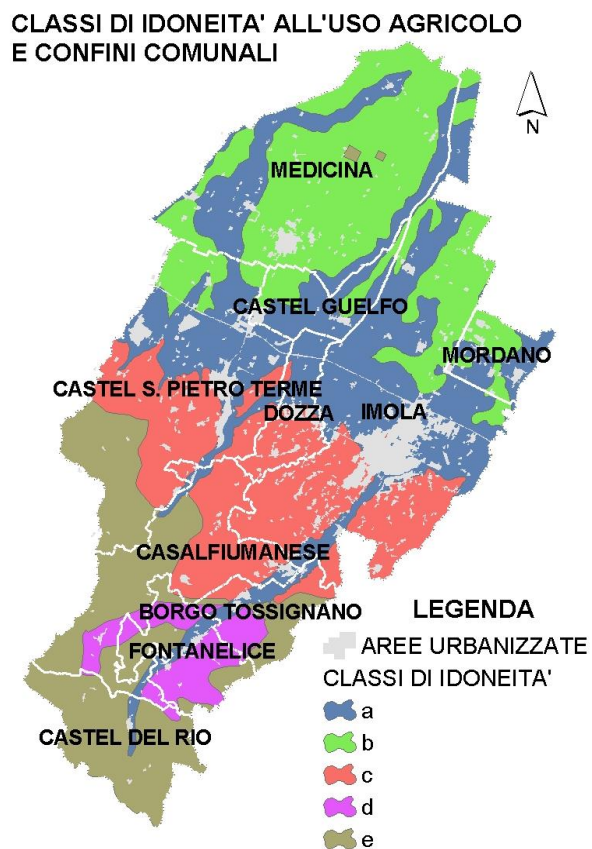 CLASSI DI IDONEITA' ALL'USO AGRICOLO
E CONFINI COMUNALI
N
MEDICINA
CASTEL GUELFO
MORDANO
CASTEL S. PIETRO TERME
DOZZA
IMOLA
CASALFIUMANESE
BORGO TOSSIGNANO
FONTANELICE
CASTEL DEL RIO
LEGENDA
AREE URBANIZZATE
CLASSI DI IDONEITA'
a
b
c
d
e